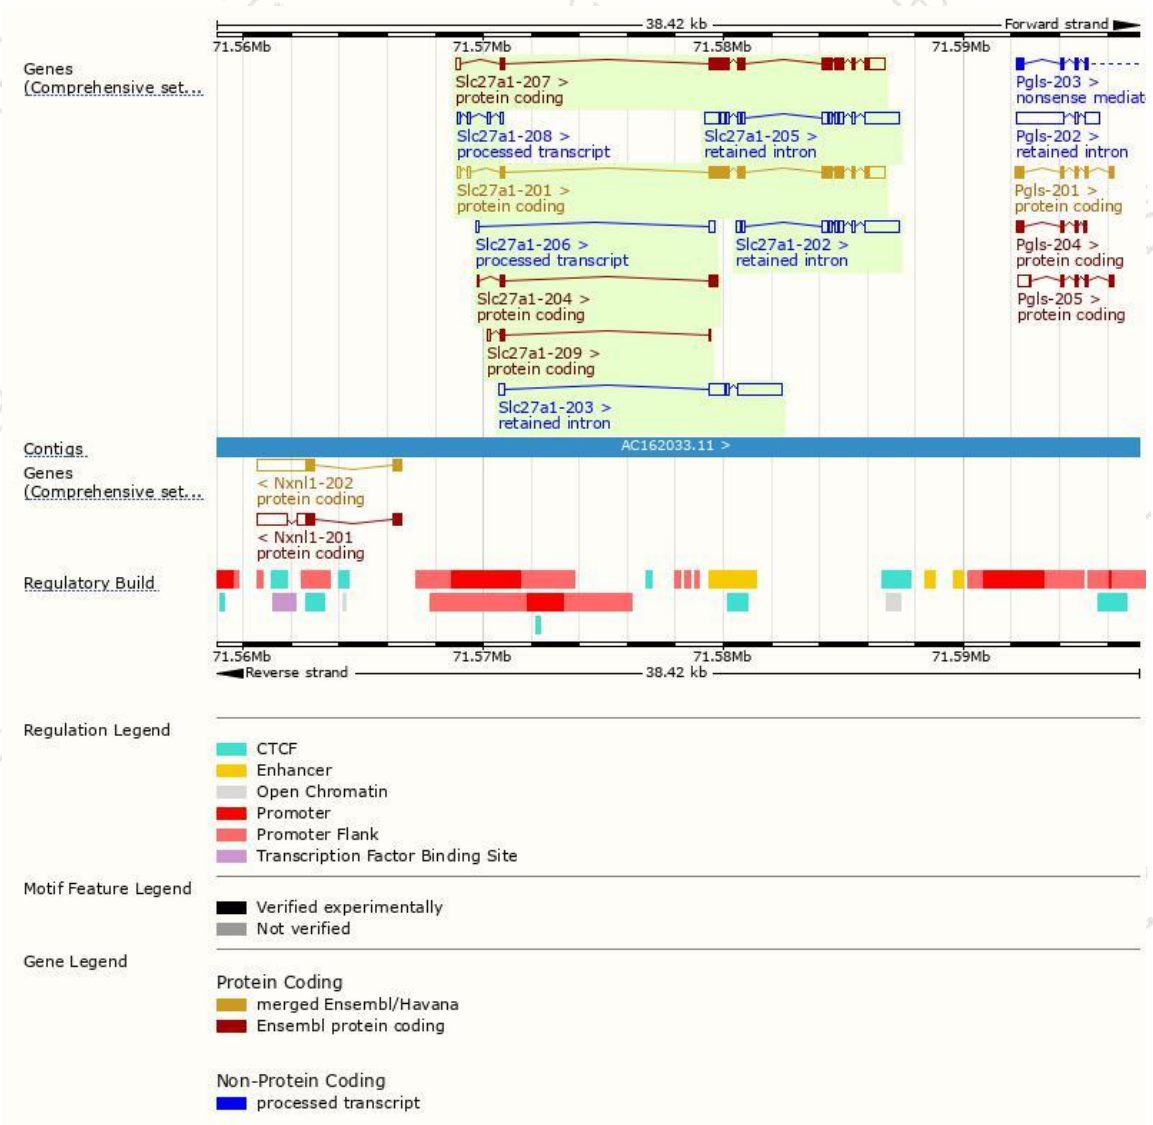 38.42 kb Forward strand
71.56Mb 71.57Mb 71.58Mb 71.59Mb
Genes
(Comprehensive set...
Slc27a1-207 > Pgls-203 >
protein coding nonsense mediat
Slc27a1-208 > Slc27a1-205 > Pgls-202 >
processed transcript retained intron retained intron
Slc27a1-201 > Pgls-201 >
protein coding protein coding
Slc27a1-206 > Slc27a1-202 > Pgls-204 >
processed transcript retained intron protein coding
Slc27a1-204 > Pgls-205 >
protein coding protein coding
Slc27a1-209 >
protein coding
Slc27a1-203 >
retained intron
Contigs AC162033.11 >
Genes
(Comprehensive set...
< Nxnl1-202
protein coding
< Nxnl1-201
protein coding
Regulatory Build
71.56Mb 71.57Mb 71.58Mb 71.59Mb
Reverse strand 38.42 kb
Regulation Legend
CTCF
Enhancer
Open Chromatin
Promoter
Promoter Flank
Transcription Factor Binding Site
Motif Feature Legend
Verified experimentally
Not verified
Gene Legend
Protein Coding
merged Ensembl/Havana
Ensembl protein coding
Non-Protein Coding
processed transcript